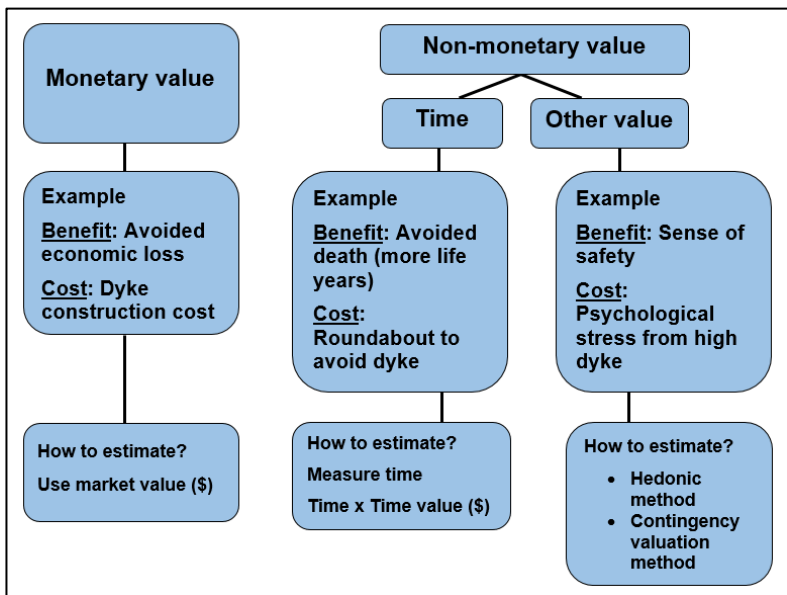 Monetary value
Example
Benefit: Avoided
economic loss
Cost: Dyke
construction cost
How to estimate?
Use market value ($)
Non-monetary value
Time
Example
Benefit: Avoided
death (more life
years)
Cost:
Roundabout to
avoid dyke
How to estimate?
Measure time
Time x Time value ($)
Other value
Example
Benefit: Sense of
safety
Cost:
Psychological
stress from high
dyke
How to estimate?
• Hedonic
method
• Contingency
valuation
method